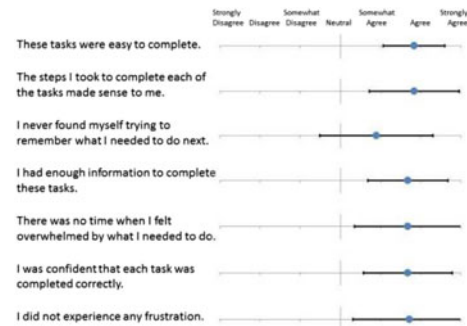 Strongly Disagree Disagree Somewhat Disagree Neutral Somewhat Agree Agree Strongly Agree
These tasks were easy to complete.
The steps I took to complete each of
the tasks made sense to me.
I never found myself trying to
remember what I needed to do next.
I had enough information to complete
these tasks.
There was no time when I felt
overwhelmed by what I needed to do.
I was confident that each task was
completed correctly.
I did not experience any frustration.